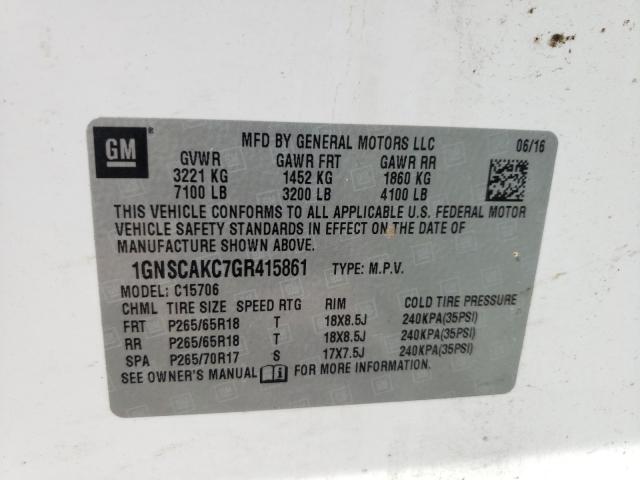 GM
MFD BY GENERAL MOTORS LLC 06/16
GVWR GAWR FRT GAWR RR
3221 KG 1452 KG 1860 KG
7100 LB 3200 LB 4100 LB
THIS VEHICLE CONFORMS TO ALL APPLICABLE U.S. FEDERAL MOTOR
VEHICLE SAFETY STANDARDS IN EFFECT ON THE DATE OF
MANUFACTURE SHOWN ABOVE.
1GNSCAKC7GR415861 TYPE: M.P.V.
MODEL: C15706
CHML TIRE SIZE SPEED RTG RIM COLD TIRE PRESSURE
FRT P265/65R18 T 18X8.5J 240KPA(35PSI)
RR P265/65R18 T 18X8.5J 240KPA(35PSI)
SPA P265/70R17 S 17X7.5J 240KPA(35PSI)
SEE OWNER'S MANUAL FOR MORE INFORMATION.